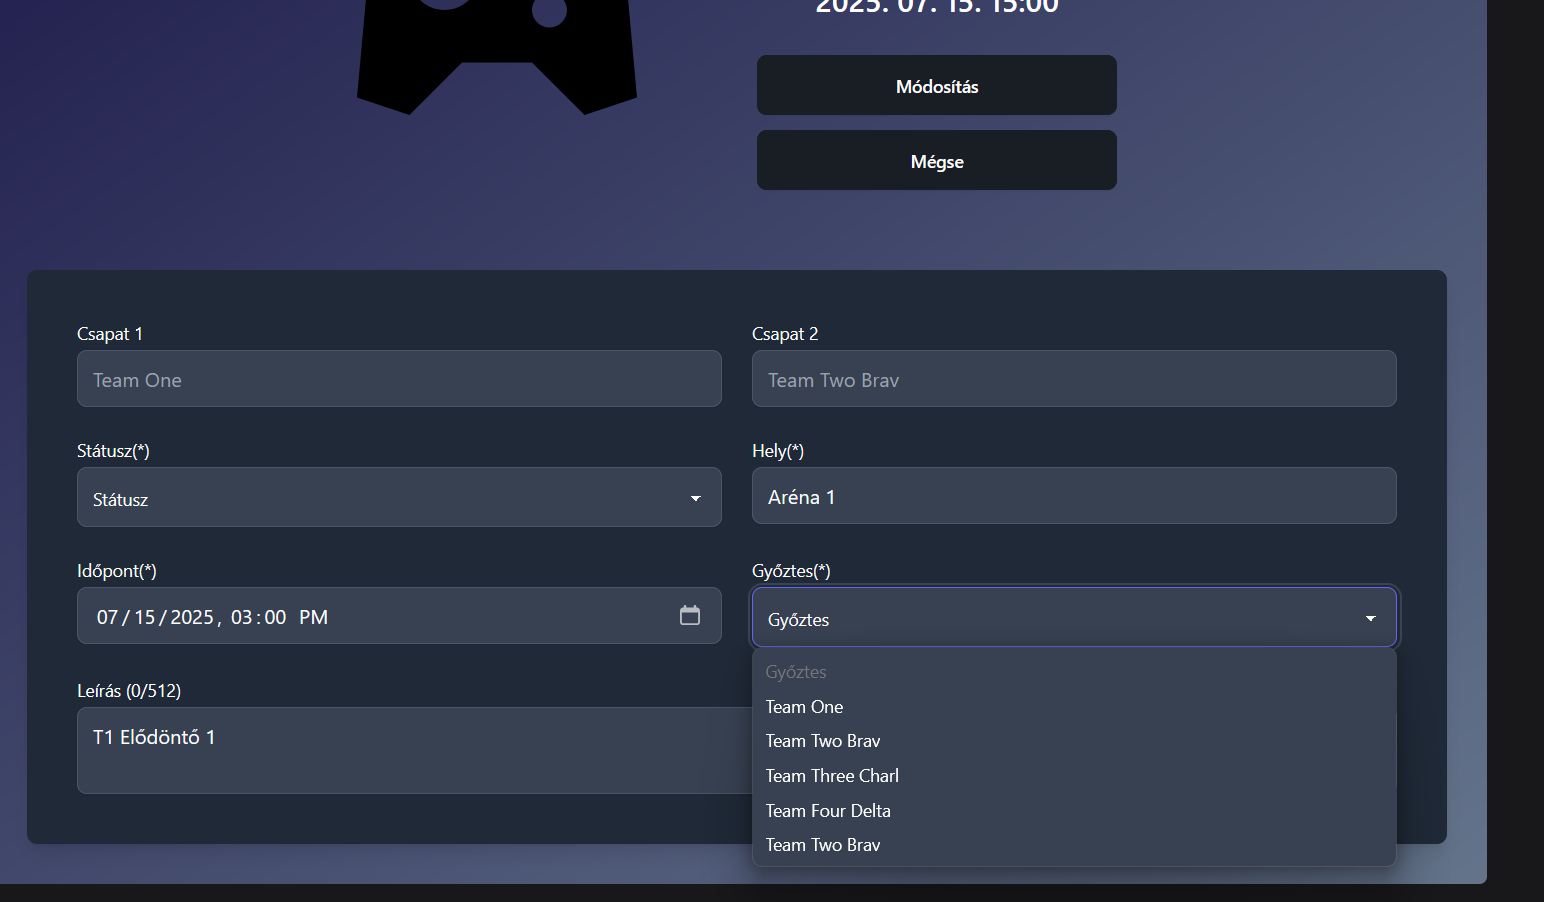 2025. 07. 15. 15:00
Módosítás
Mégse
Csapat 1
Csapat 2
Team One
Team Two Brav
Státusz(*)
Hely(*)
Státusz
Aréna 1
Időpont(*)
Győztes(*)
07/15/2025, 03:00 PM
Győztes
Leírás (0/512)
T1 Elődöntő 1
Győztes
Team One
Team Two Brav
Team Three Charl
Team Four Delta
Team Two Brav